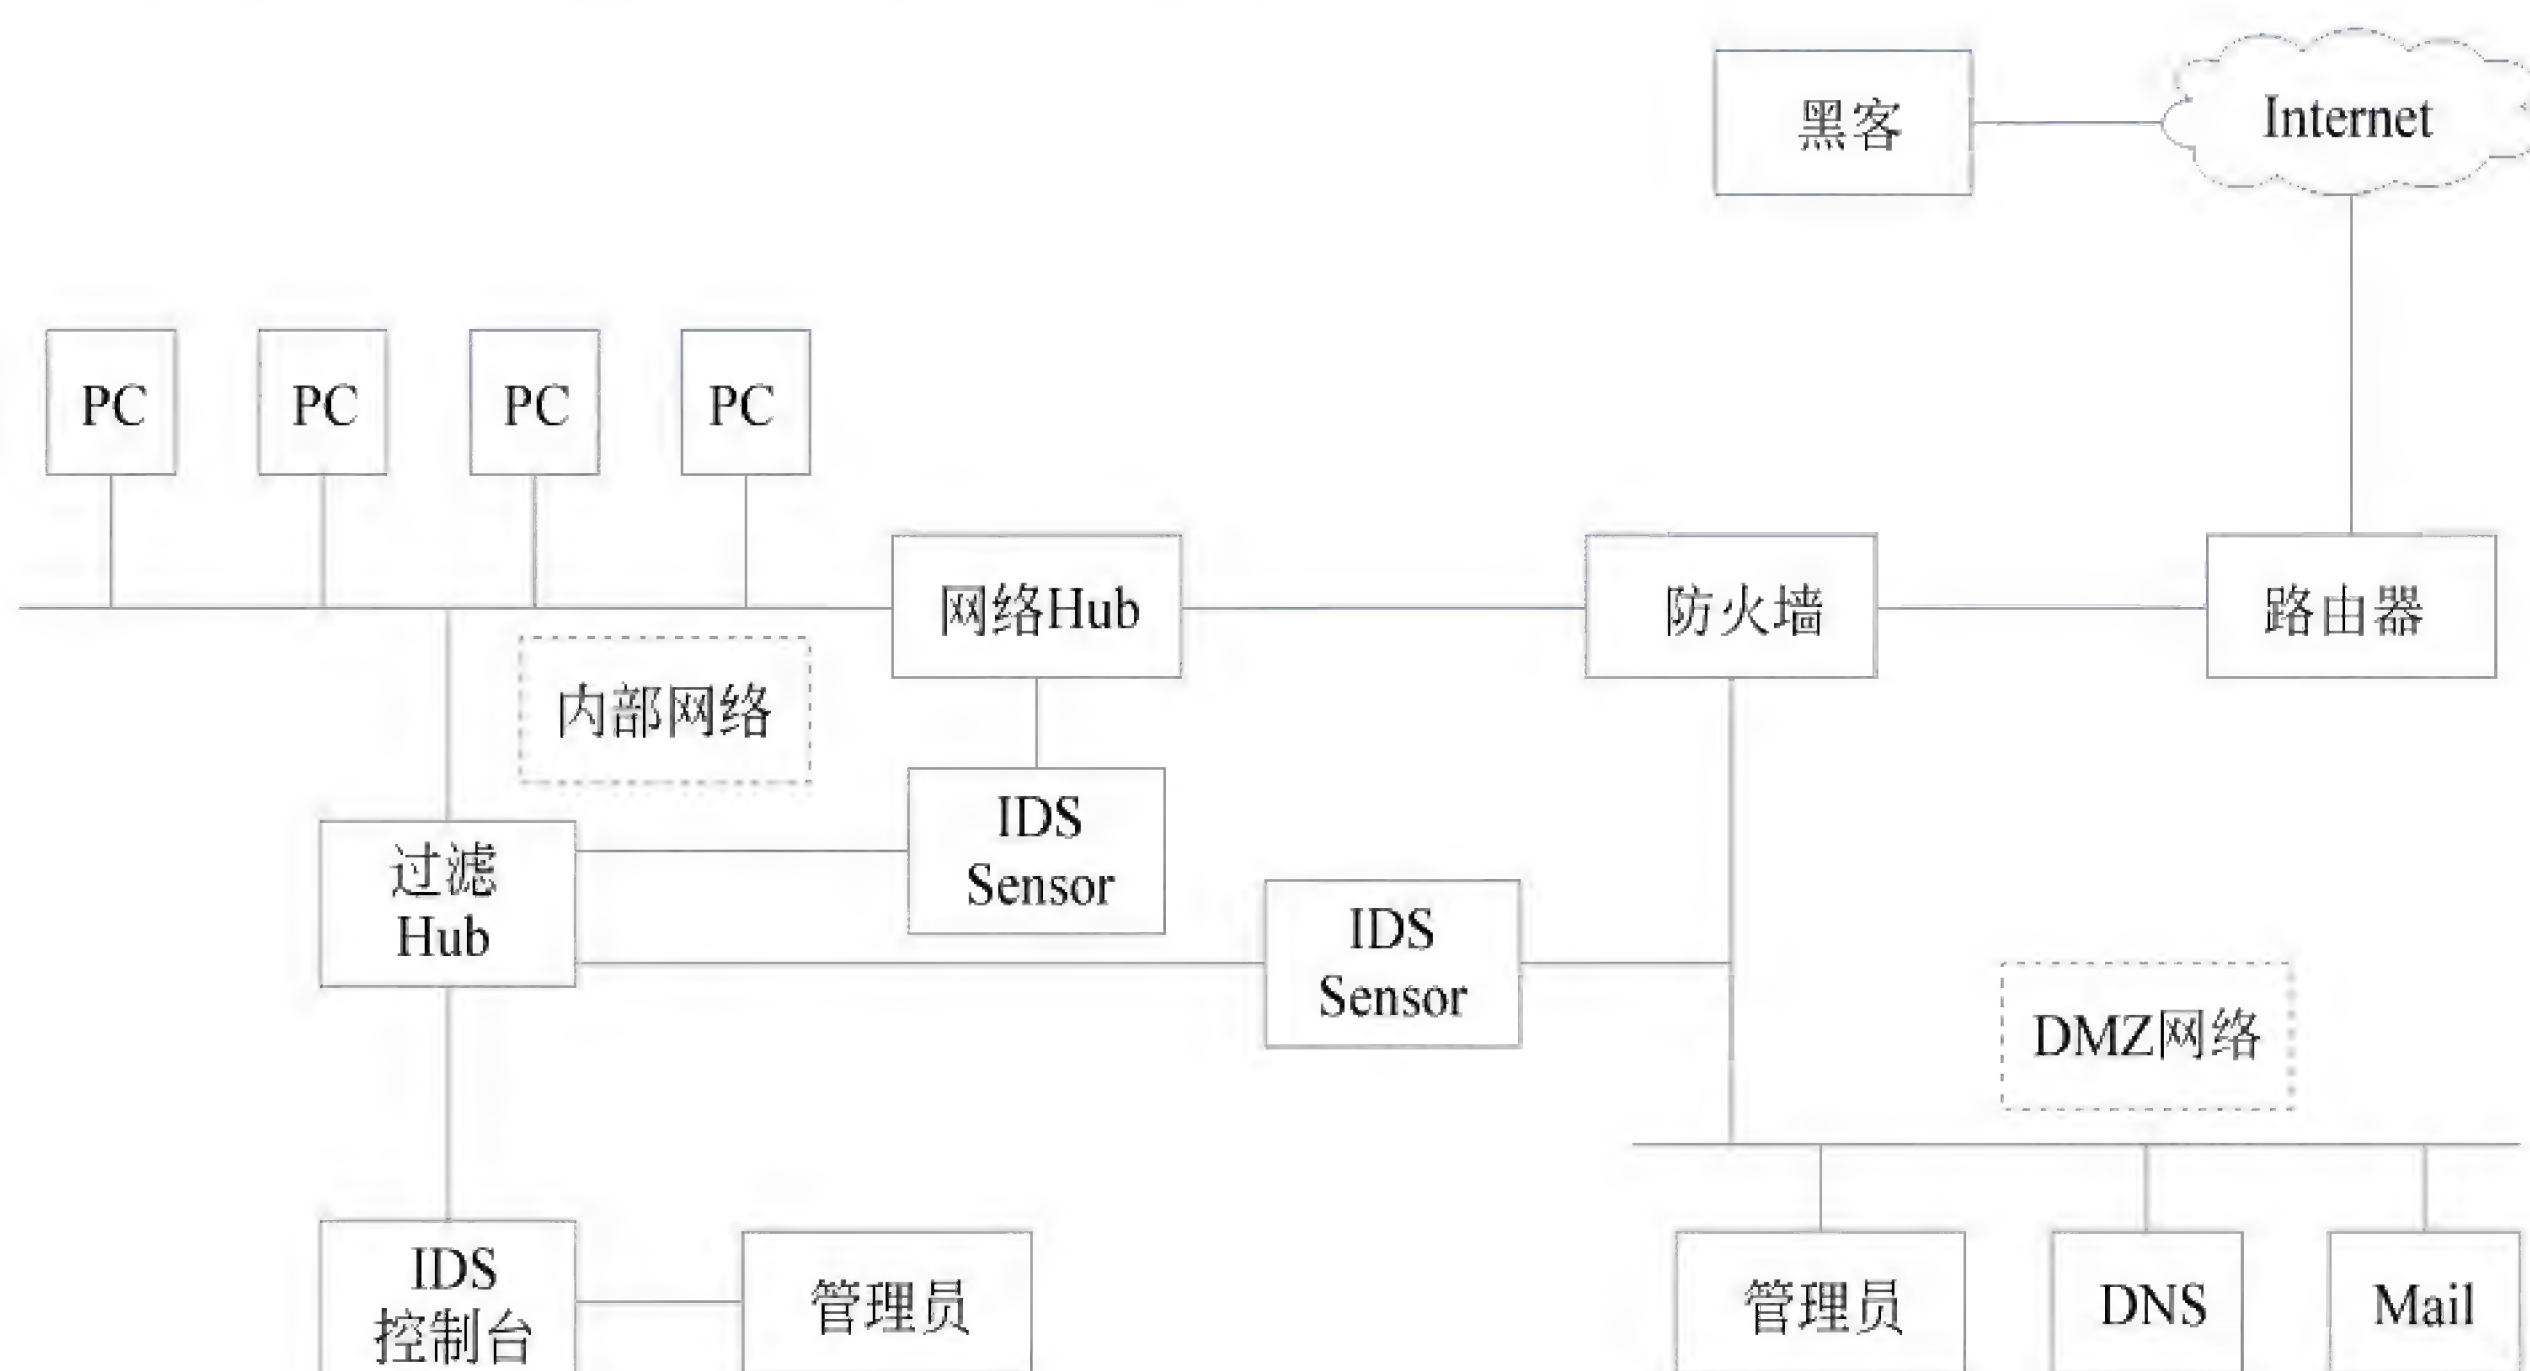 黑客
Internet
PC
PC
PC
PC
网络Hub
防火墙
路由器
内部网络
IDS
Sensor
过滤
Hub
IDS
Sensor
DMZ网络
IDS
控制台
管理员
管理员
DNS
Mail